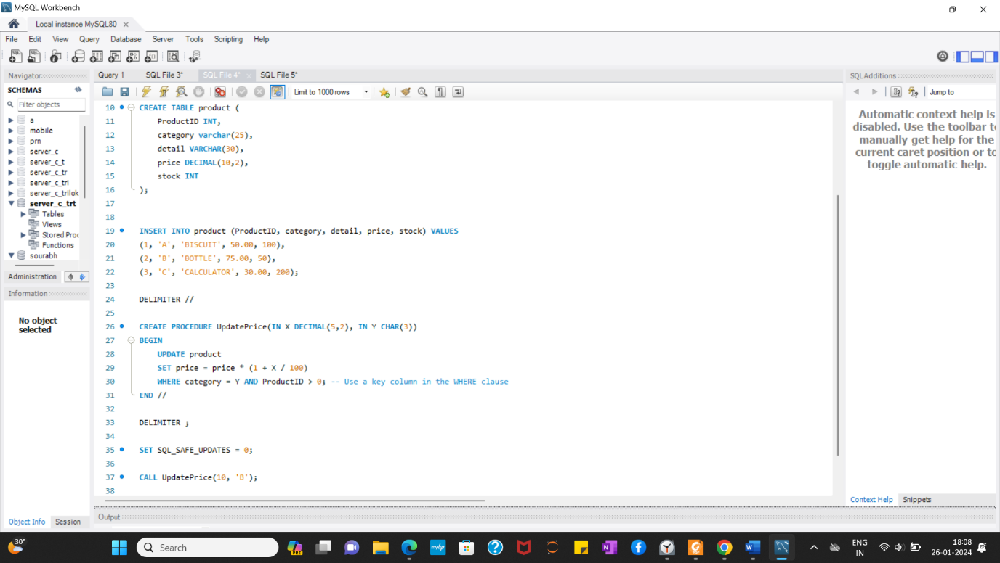 MySQL Workbench
Local instance MySQL80
File Edit View Query Database Server Tools Scripting Help
Navigator
Query 1 SQL File 3* SQL File 4* SQL File 5*
SQLAdditions
SCHEMAS
Filter objects
a
mobile
prn
server_c
server_c_t
server_c_tr
server_c_tri
server_c_trilok
server_c_trt
Tables
Views
Stored Proc
Functions
sourabh
Administration
Information
No object
selected
Object Info Session
Limit to 1000 rows
10 CREATE TABLE product (
11 ProductID INT,
12 category varchar(25),
13 detail VARCHAR(30),
14 price DECIMAL(10,2),
15 stock INT
16 );
17
18
19 INSERT INTO product (ProductID, category, detail, price, stock) VALUES
20 (1, 'A', 'BISCUIT', 50.00, 100),
21 (2, 'B', 'BOTTLE', 75.00, 50),
22 (3, 'C', 'CALCULATOR', 30.00, 200);
23
24 DELIMITER //
25
26 CREATE PROCEDURE UpdatePrice(IN X DECIMAL(5,2), IN Y CHAR(3))
27 BEGIN
28 UPDATE product
29 SET price = price * (1 + X / 100)
30 WHERE category = Y AND ProductID > 0; -- Use a key column in the WHERE clause
31 END //
32
33 DELIMITER ;
34
35 SET SQL_SAFE_UPDATES = 0;
36
37 CALL UpdatePrice(10, 'B');
38
Output
Jump to
Automatic context help is
disabled. Use the toolbar to
manually get help for the
current caret position or to
toggle automatic help.
Context Help Snippets
30°
Search
PRE
myhp
ENG
IN
18:08
26-01-2024